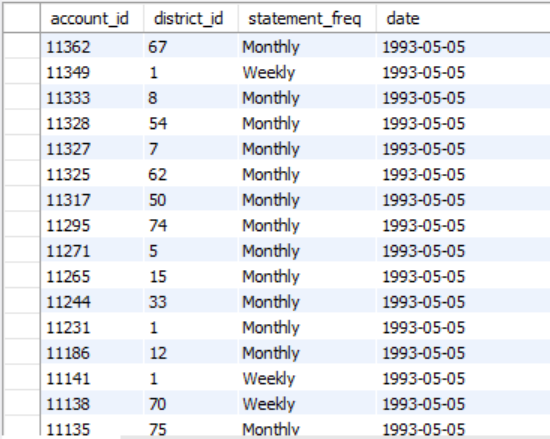 account_id district_id statement_freq date
11362 67 Monthly 1993-05-05
11349 1 Weekly 1993-05-05
11333 8 Monthly 1993-05-05
11328 54 Monthly 1993-05-05
11327 7 Monthly 1993-05-05
11325 62 Monthly 1993-05-05
11317 50 Monthly 1993-05-05
11295 74 Monthly 1993-05-05
11271 5 Monthly 1993-05-05
11265 15 Monthly 1993-05-05
11244 33 Monthly 1993-05-05
11231 1 Monthly 1993-05-05
11186 12 Monthly 1993-05-05
11141 1 Weekly 1993-05-05
11138 70 Weekly 1993-05-05
11135 75 Monthly 1993-05-05